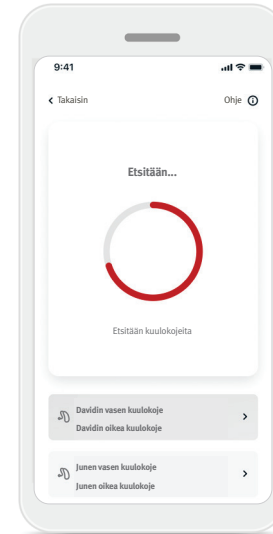 9:41
Takaisin Ohje
Etsitään...
Etsitään kuulokojeita
Davidin vasen kuulokoje
Davidin oikea kuulokoje
Junen vasen kuulokoje
Junen oikea kuulokoje